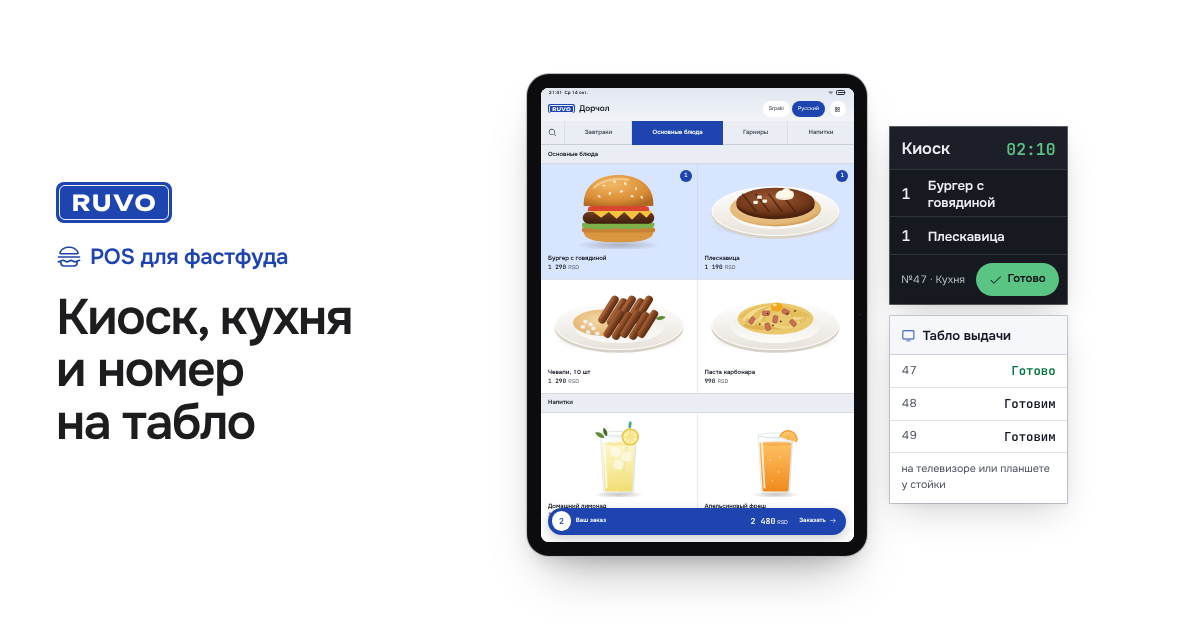 RUVO
POS для фастфуда
Киоск, кухня
и номер
на табло
21:41 Ср 14 окт.
RUVO Дорчол
Srpski Русский
Завтраки Основные блюда Гарниры Напитки
Основные блюда
1
1
Бургер с говядиной
1 290 RSD
Плескавица
1 190 RSD
Чевапи, 10 шт
1 290 RSD
Паста карбонара
990 RSD
Напитки
Домашний лимонад
Апельсиновый фреш
2 Ваш заказ 2 480 RSD Заказать →
Киоск 02:10
1 Бургер с
говядиной
1 Плескавица
№47 · Кухня Готово
Табло выдачи
47 Готово
48 Готовим
49 Готовим
на телевизоре или планшете
у стойки